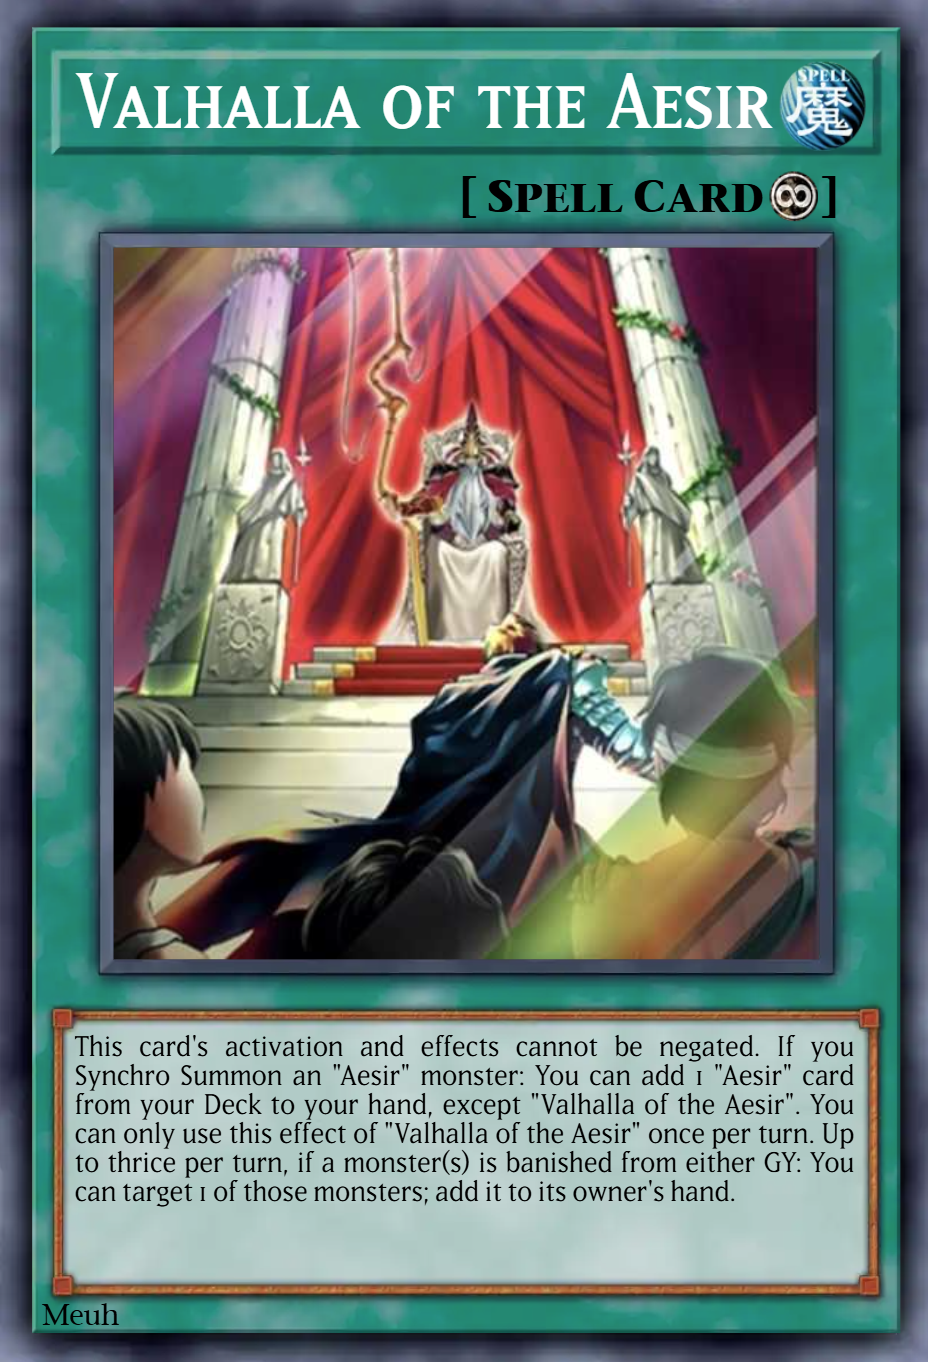 Valhalla of the Aesir
SPELL
魔
[ Spell Card ]
This card's activation and effects cannot be negated. If you
Synchro Summon an "Aesir" monster: You can add 1 "Aesir" card
from your Deck to your hand, except "Valhalla of the Aesir". You
can only use this effect of "Valhalla of the Aesir" once per turn. Up
to thrice per turn, if a monster(s) is banished from either GY: You
can target 1 of those monsters; add it to its owner's hand.
Meuh